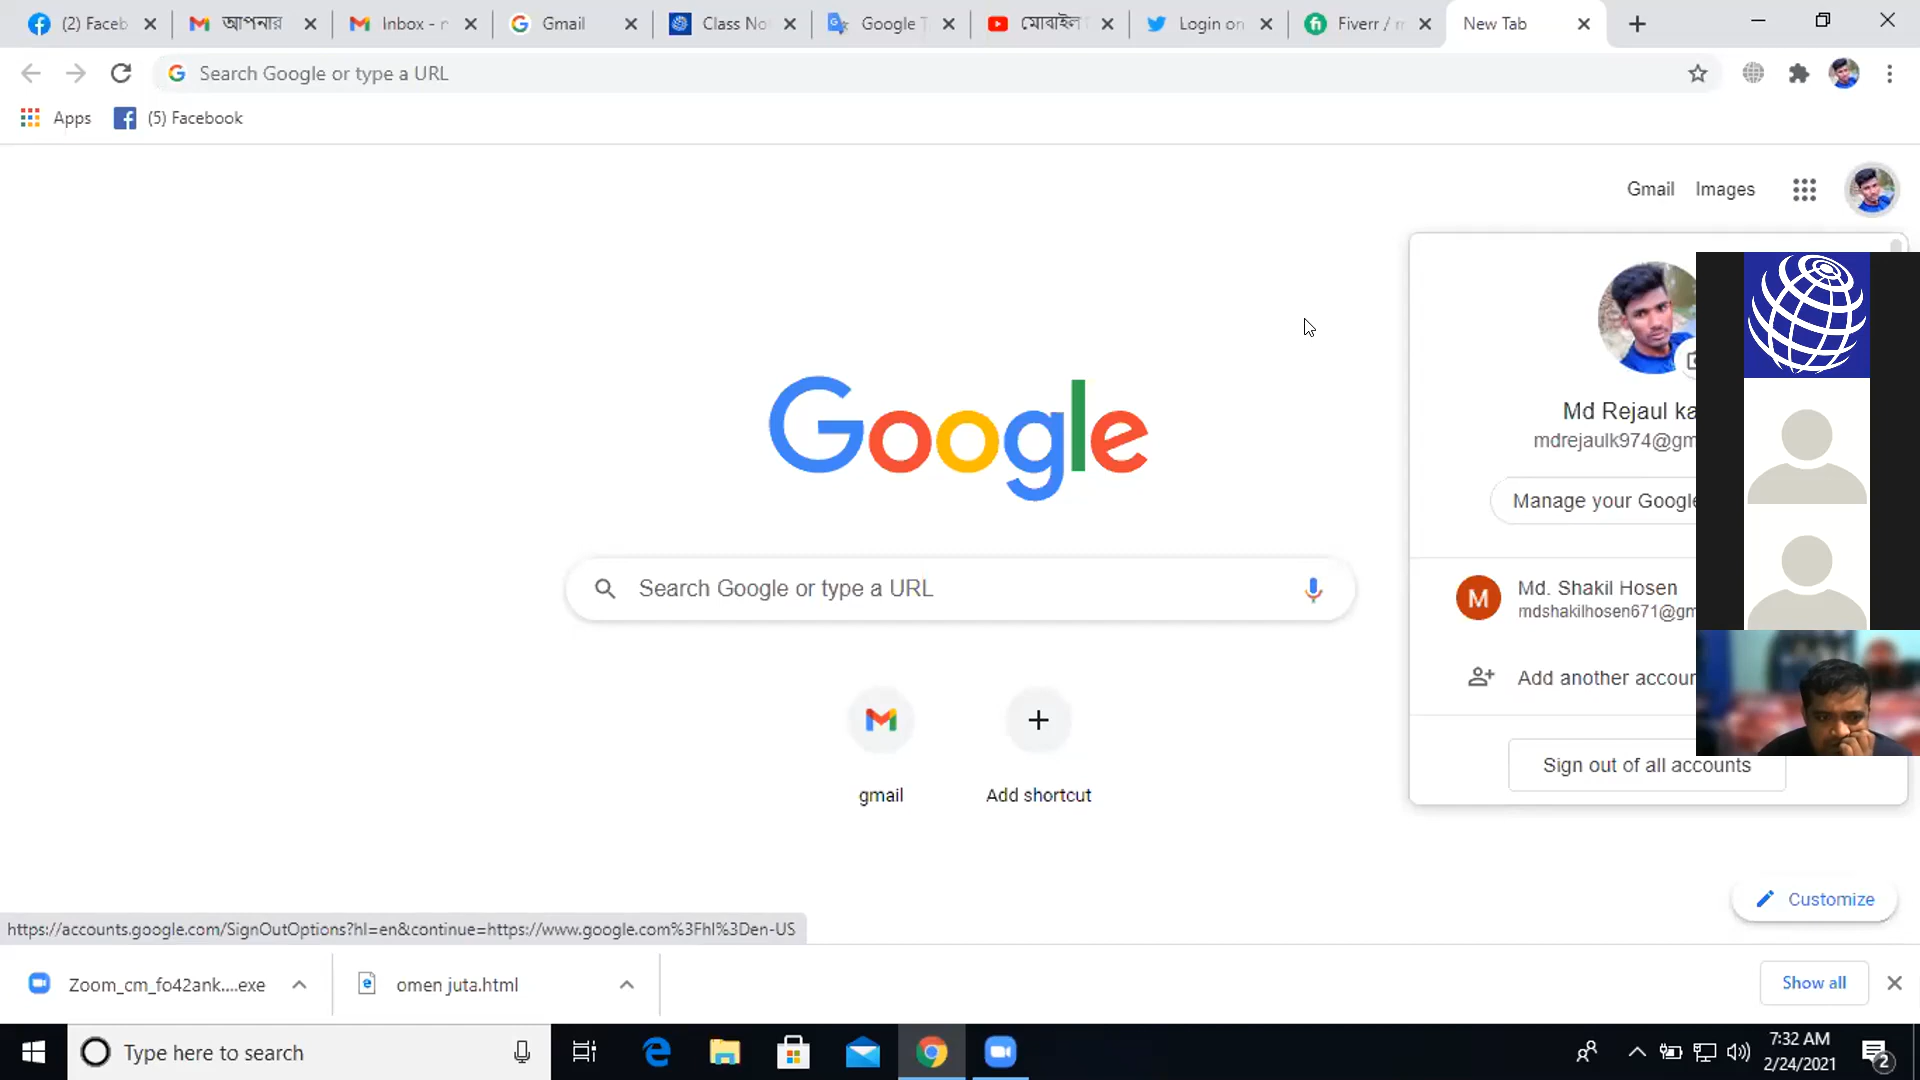 (2) Faceb
আপনার
Inbox - r
Gmail
Class No
Google T
মোবাইল
Login on
Fiverr / m
New Tab
Search Google or type a URL
Apps
(5) Facebook
Gmail
Images
Md Rejaul ka
mdrejaulk974@gm
Manage your Google
Google
Search Google or type a URL
Md. Shakil Hosen
mdshakilhosen671@gm
Add another accour
Sign out of all accounts
gmail
Add shortcut
Customize
https://accounts.google.com/SignOutOptions?hl=en&continue=https://www.google.com%3Fhl%3Den-US
Zoom_cm_fo42ank....exe
omen juta.html
Show all
Type here to search
7:32 AM
2/24/2021
2